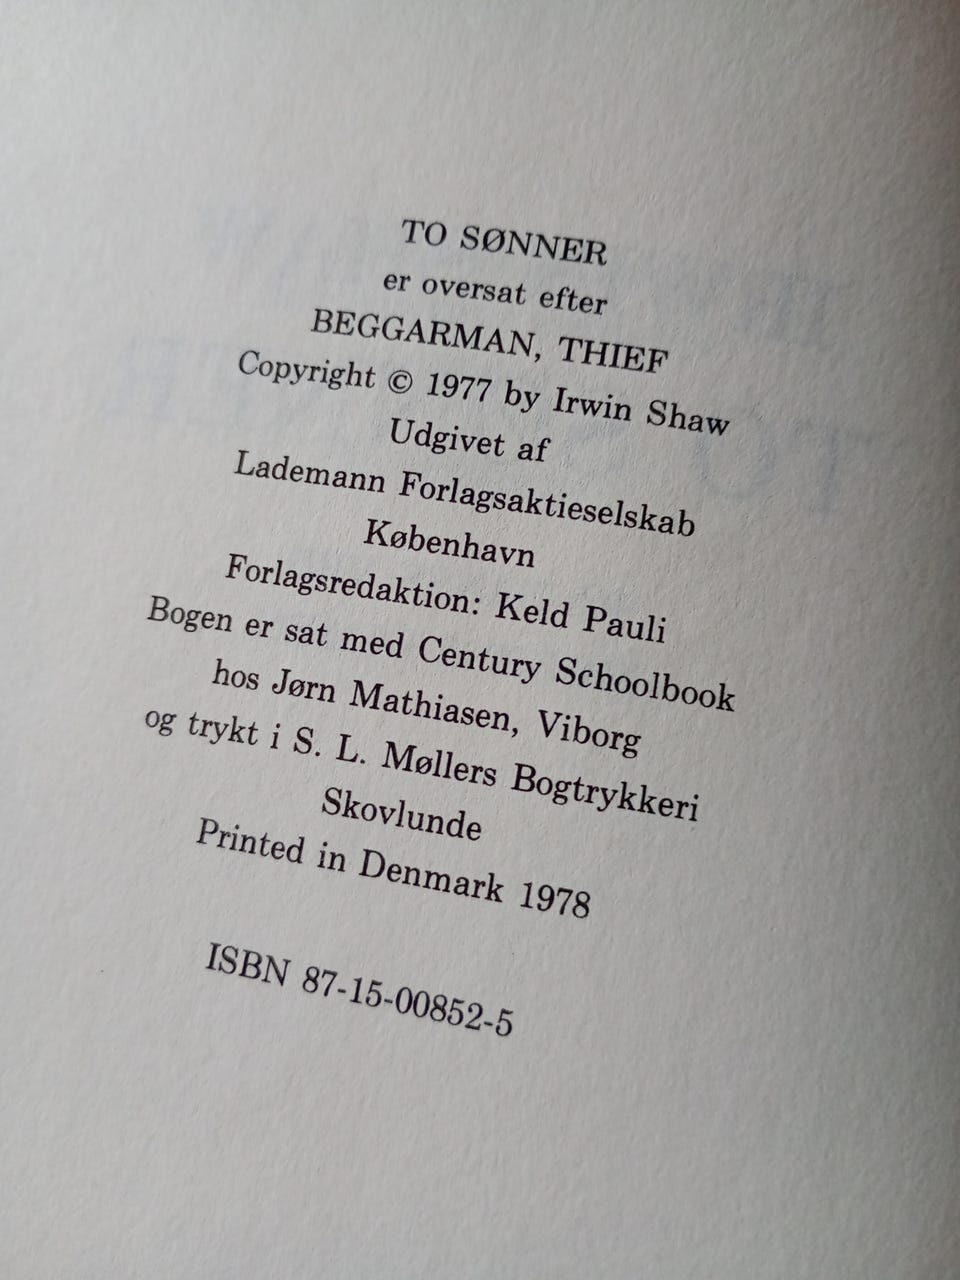 TO SØNNER
er oversat efter
BEGGARMAN, THIEF
Copyright © 1977 by Irwin Shaw
Udgivet af
Lademann Forlagsaktieselskab
København
Forlagsredaktion: Keld Pauli
Bogen er sat med Century Schoolbook
hos Jørn Mathiasen, Viborg
og trykt i S. L. Møllers Bogtrykkeri
Skovlunde
Printed in Denmark 1978
ISBN 87-15-00852-5